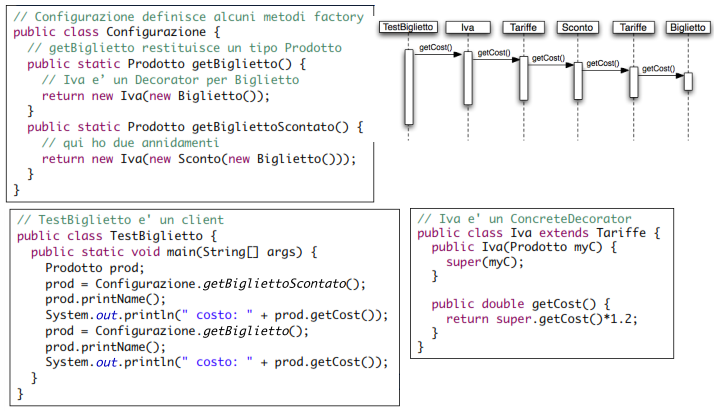 // Configurazione definisce alcuni metodi factory
public class Configurazione {
// getBiglietto restituisce un tipo Prodotto
public static Prodotto getBiglietto() {
// Iva e' un Decorator per Biglietto
return new Iva(new Biglietto());
}
public static Prodotto getBigliettoScontato() {
// qui ho due annidamenti
return new Iva(new Sconto(new Biglietto()));
}
}
TestBiglietto Iva Tariffe Sconto Tariffe Biglietto
getCost()
getCost()
getCost()
getCost()
getCost()
// TestBiglietto e' un client
public class TestBiglietto {
public static void main(String[] args) {
Prodotto prod;
prod = Configurazione.getBigliettoScontato();
prod.printName();
System.out.println(" costo: " + prod.getCost());
prod = Configurazione.getBiglietto();
prod.printName();
System.out.println(" costo: " + prod.getCost());
}
}
// Iva e' un ConcreteDecorator
public class Iva extends Tariffe {
public Iva(Prodotto myC) {
super(myC);
}
public double getCost() {
return super.getCost()*1.2;
}
}